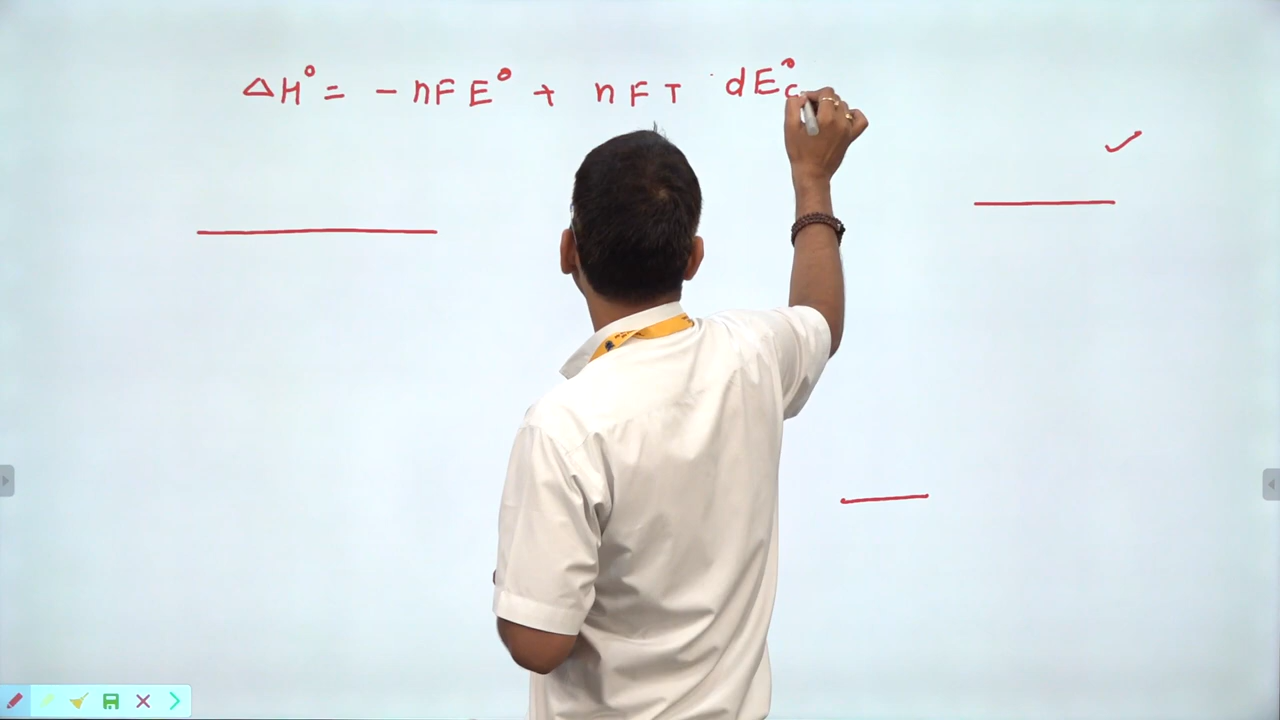 ΔH° = - nFE° + nFT dE°c